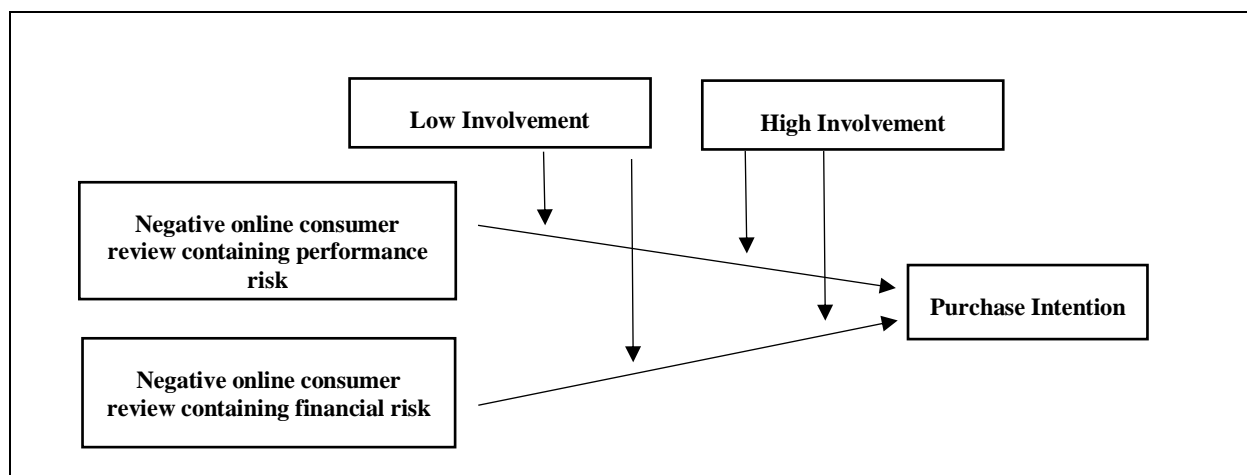 Low Involvement
High Involvement
Negative online consumer
review containing performance
risk
Purchase Intention
Negative online consumer
review containing financial risk